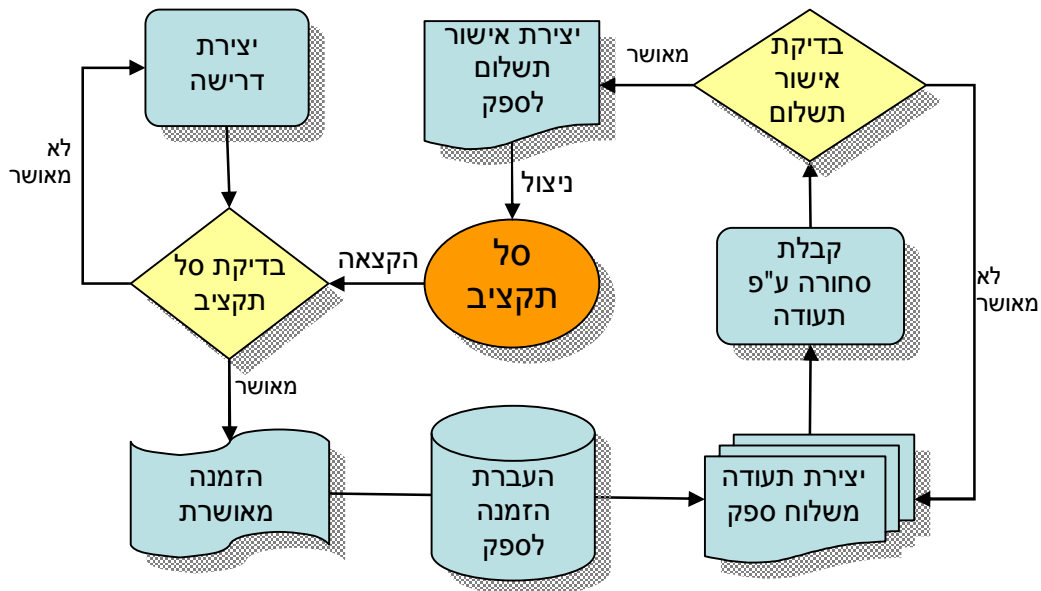 יצירת
דרישה
לא
מאושר
בדיקת סל
תקציב
מאושר
הזמנה
מאושרת
העברת
הזמנה
לספק
יצירת תעודה
משלוח ספק
קבלת
סחורה ע"פ
תעודה
בדיקת
אישור
תשלום
לא
מאושר
מאושר
יצירת אישור
תשלום
לספק
ניצול
סל
תקציב
הקצאה